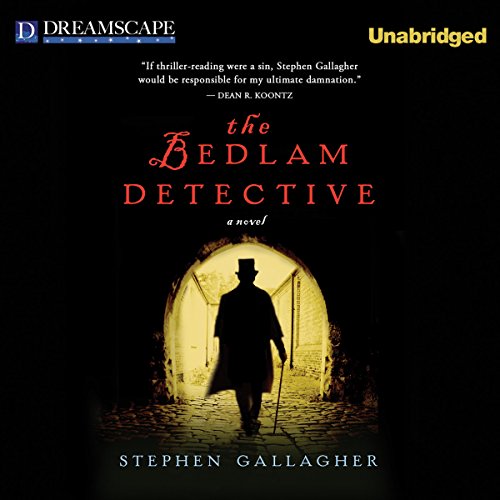 D DREAMSCAPE
Unabridged
"If thriller-reading were a sin, Stephen Gallagher
would be responsible for my ultimate damnation."
— DEAN R. KOONTZ
the
BEDLAM
DETECTIVE
a novel
STEPHEN GALLAGHER